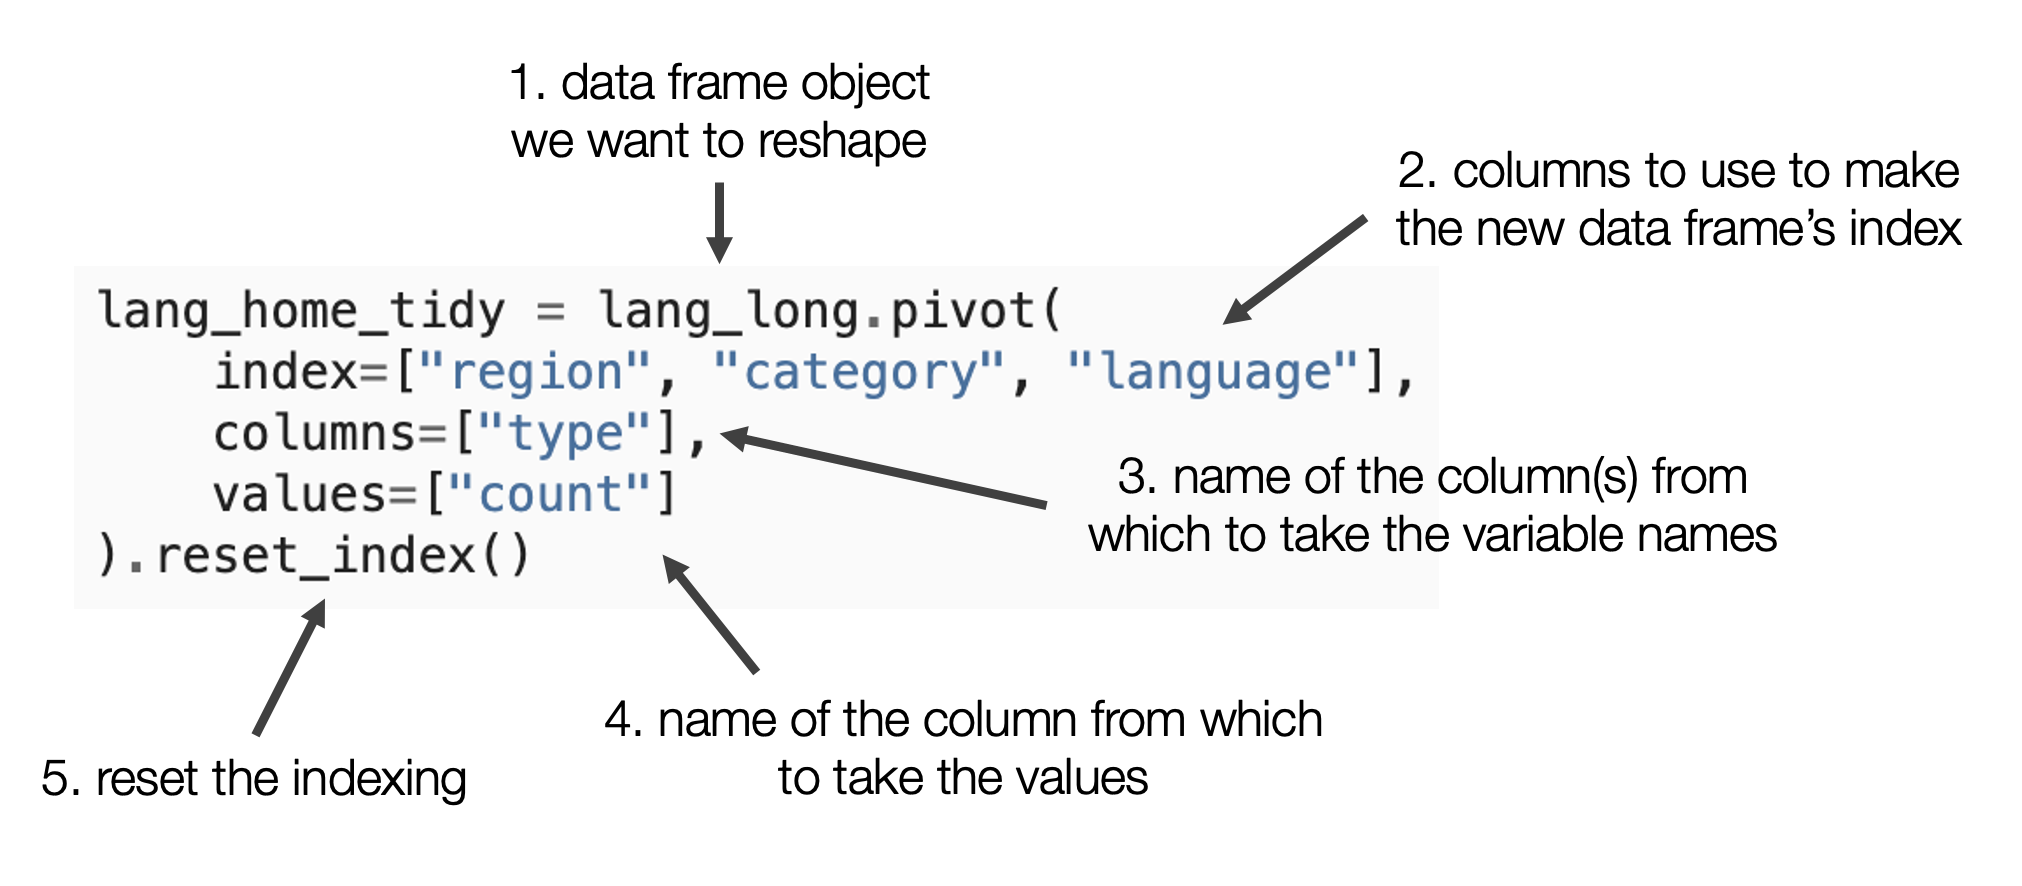 1. data frame object
we want to reshape
2. columns to use to make
the new data frame’s index
lang_home_tidy = lang_long.pivot(
    index=["region", "category", "language"],
    columns=["type"],
    values=["count"]
).reset_index()
3. name of the column(s) from
which to take the variable names
4. name of the column from which
to take the values
5. reset the indexing